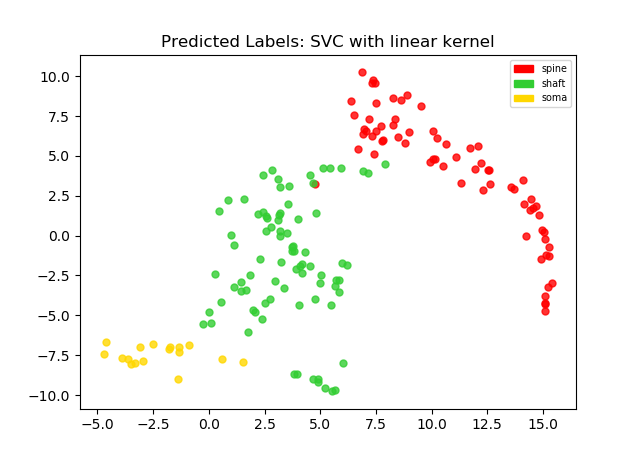 Predicted Labels: SVC with linear kernel
spine
shaft
soma
10.0
7.5
5.0
2.5
0.0
−2.5
−5.0
−7.5
−10.0
−5.0 −2.5 0.0 2.5 5.0 7.5 10.0 12.5 15.0